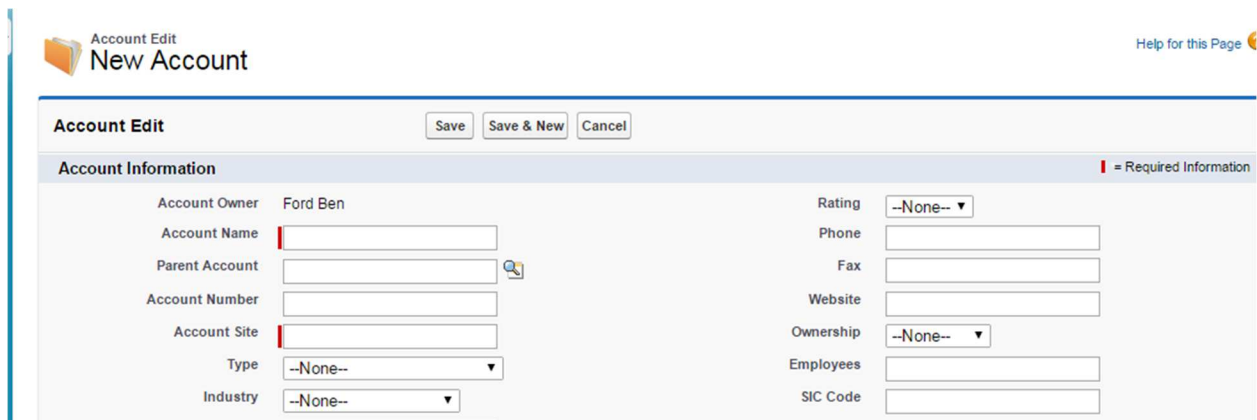 Account Edit
New Account
Help for this Page
Account Edit Save Save & New Cancel
Account Information = Required Information
Account Owner Ford Ben Rating --None--
Account Name Phone
Parent Account Fax
Account Number Website
Account Site Ownership --None--
Type --None-- Employees
Industry --None-- SIC Code